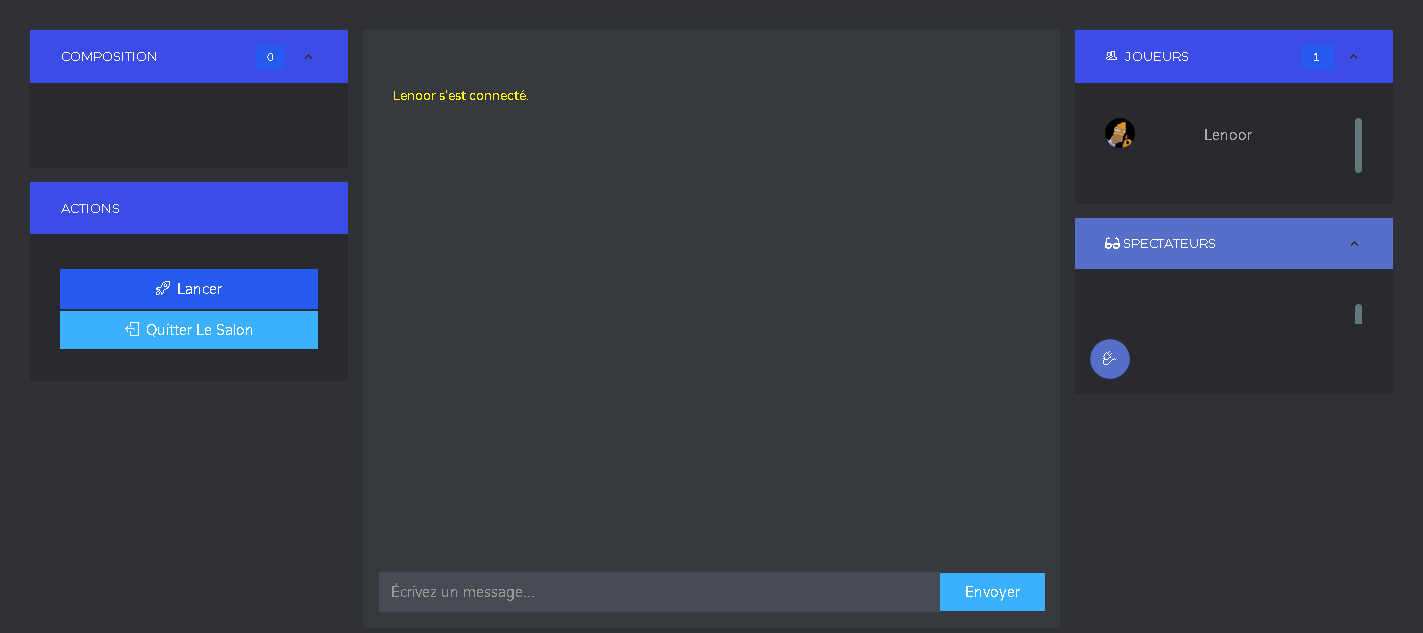 COMPOSITION
0
ACTIONS
Lancer
Quitter Le Salon
Lenoor s'est connecté.
Écrivez un message...
Envoyer
JOUEURS
1
Lenoor
SPECTATEURS